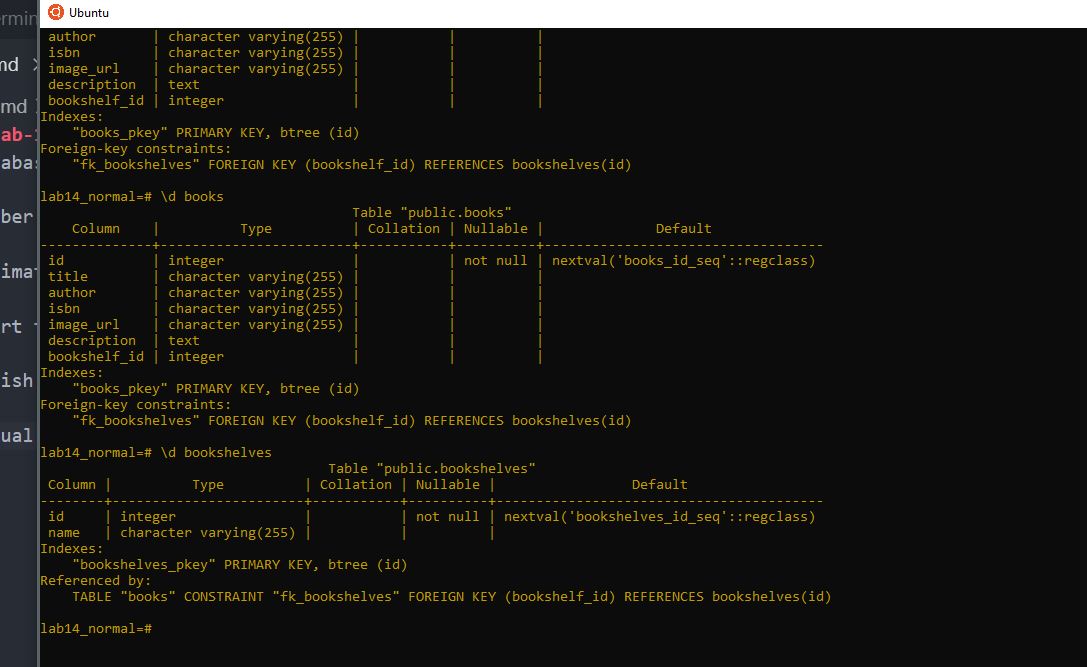 Ubuntu
ermin
md
md
ab-
abas
ber
imat
rt
ish
ual
 author       | character varying(255) |           |          |
 isbn         | character varying(255) |           |          |
 image_url    | character varying(255) |           |          |
 description  | text                   |           |          |
 bookshelf_id | integer                |           |          |
Indexes:
    "books_pkey" PRIMARY KEY, btree (id)
Foreign-key constraints:
    "fk_bookshelves" FOREIGN KEY (bookshelf_id) REFERENCES bookshelves(id)
lab14_normal=# \d books
                                       Table "public.books"
    Column    |          Type          | Collation | Nullable |              Default
--------------+------------------------+-----------+----------+-----------------------------------
 id           | integer                |           | not null | nextval('books_id_seq'::regclass)
 title        | character varying(255) |           |          |
 author       | character varying(255) |           |          |
 isbn         | character varying(255) |           |          |
 image_url    | character varying(255) |           |          |
 description  | text                   |           |          |
 bookshelf_id | integer                |           |          |
Indexes:
    "books_pkey" PRIMARY KEY, btree (id)
Foreign-key constraints:
    "fk_bookshelves" FOREIGN KEY (bookshelf_id) REFERENCES bookshelves(id)
lab14_normal=# \d bookshelves
                                    Table "public.bookshelves"
 Column |          Type          | Collation | Nullable |                 Default
--------+------------------------+-----------+----------+-----------------------------------------
 id     | integer                |           | not null | nextval('bookshelves_id_seq'::regclass)
 name   | character varying(255) |           |          |
Indexes:
    "bookshelves_pkey" PRIMARY KEY, btree (id)
Referenced by:
    TABLE "books" CONSTRAINT "fk_bookshelves" FOREIGN KEY (bookshelf_id) REFERENCES bookshelves(id)
lab14_normal=#